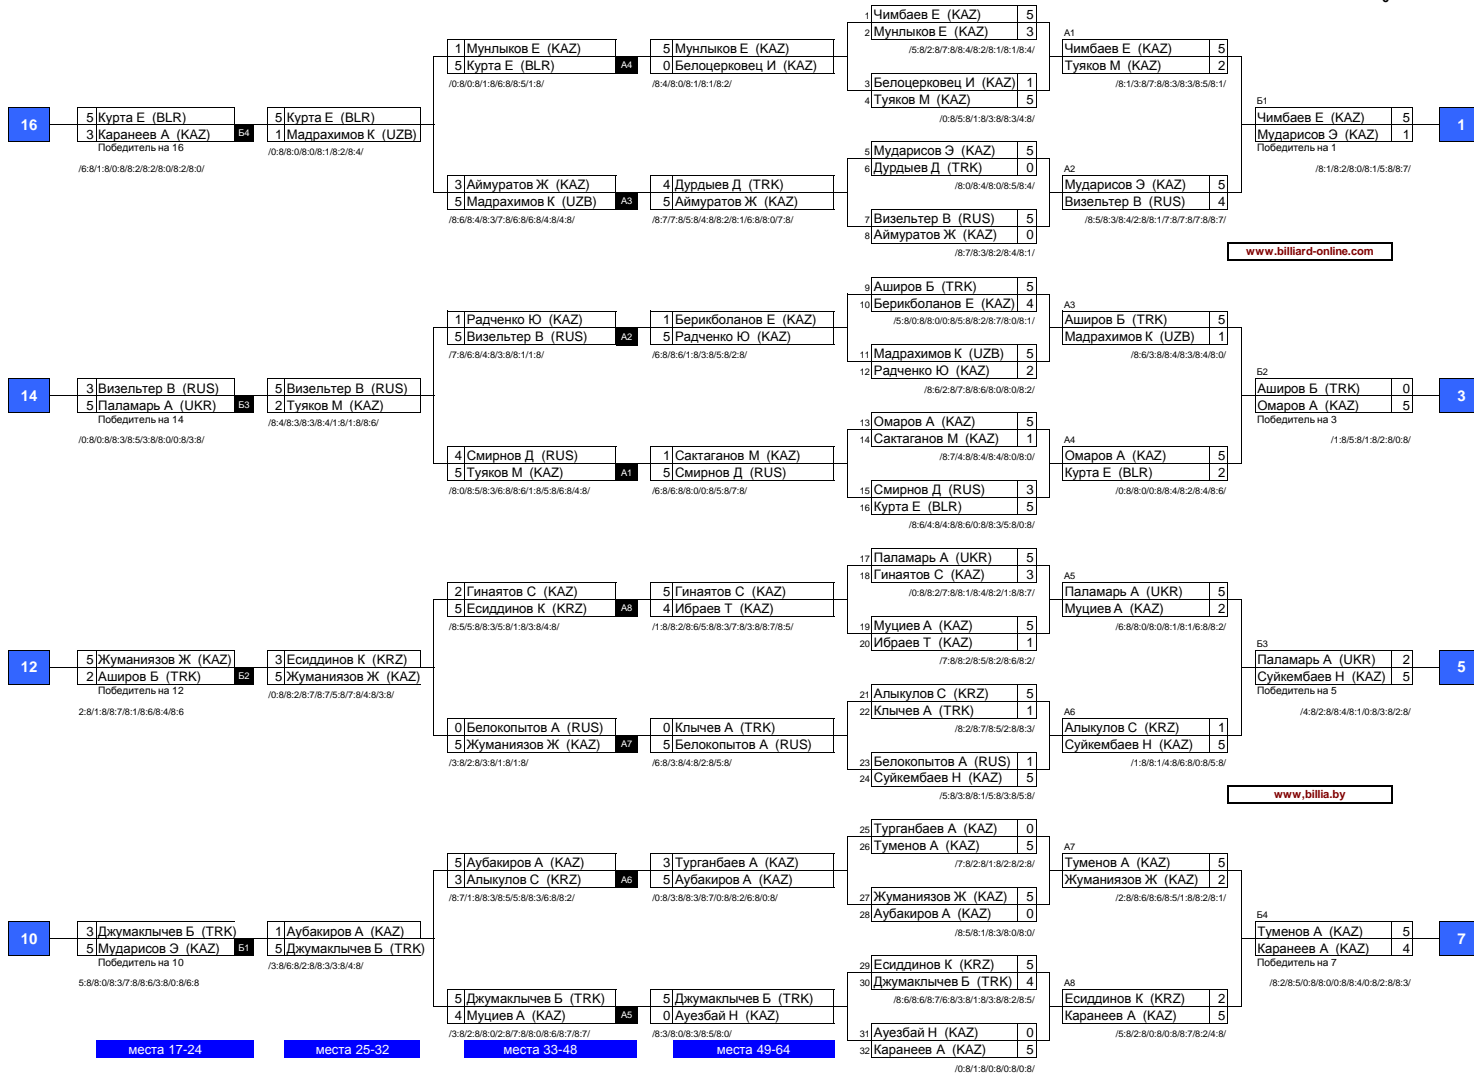 1 Чимбаев Е (KAZ) 5
2 Мунлыков Е (KAZ) 3
/5:8/2:8/7:8/8:4/8:2/8:1/8:1/8:4/
3 Белоцерковец И (KAZ) 1
4 Туяков М (KAZ) 5
/0:8/5:8/1:8/3:8/8:3/4:8/
5 Мударисов Э (KAZ) 5
6 Дурдыев Д (TRK) 0
/8:0/8:4/8:0/8:5/8:4/
7 Визельтер В (RUS) 5
8 Аймуратов Ж (KAZ) 0
/8:7/8:3/8:2/8:4/8:1/
1 Мунлыков Е (KAZ)
5 Курта Е (BLR) А4
/0:8/0:8/1:8/6:8/8:5/1:8/
5 Мунлыков Е (KAZ)
0 Белоцерковец И (KAZ)
/8:4/8:0/8:1/8:1/8:2/
А1
Чимбаев Е (KAZ) 5
Туяков М (KAZ) 2
/8:1/3:8/7:8/8:3/8:3/8:5/8:1/
16
5 Курта Е (BLR)
3 Каранеев А (KAZ) Б4
Победитель на 16
/6:8/1:8/0:8/8:2/8:2/8:0/8:2/8:0/
5 Курта Е (BLR)
1 Мадрахимов К (UZB)
/0:8/8:0/8:0/8:1/8:2/8:4/
Б1
Чимбаев Е (KAZ) 5
Мударисов Э (KAZ) 1
Победитель на 1
/8:1/8:2/8:0/8:1/5:8/8:7/
1
3 Аймуратов Ж (KAZ)
5 Мадрахимов К (UZB) А3
/8:6/8:4/8:3/7:8/6:8/6:8/4:8/4:8/
4 Дурдыев Д (TRK)
5 Аймуратов Ж (KAZ)
/8:7/7:8/5:8/4:8/8:2/8:1/6:8/8:0/7:8/
А2
Мударисов Э (KAZ) 5
Визельтер В (RUS) 4
/8:5/8:3/8:4/2:8/8:1/7:8/7:8/7:8/8:7/
www.billiard-online.com
9 Аширов Б (TRK) 5
10 Берикболанов Е (KAZ) 4
/5:8/0:8/8:0/0:8/5:8/8:2/8:7/8:0/8:1/
11 Мадрахимов К (UZB) 5
12 Радченко Ю (KAZ) 2
/8:6/2:8/7:8/8:6/8:0/8:0/8:2/
13 Омаров А (KAZ) 5
14 Сактаганов М (KAZ) 1
/8:7/4:8/8:4/8:4/8:0/8:0/
15 Смирнов Д (RUS) 3
16 Курта Е (BLR) 5
/8:6/4:8/4:8/8:6/0:8/8:3/5:8/0:8/
1 Радченко Ю (KAZ)
5 Визельтер В (RUS) А2
/7:8/6:8/4:8/3:8/8:1/1:8/
1 Берикболанов Е (KAZ)
5 Радченко Ю (KAZ)
/6:8/8:6/1:8/3:8/5:8/2:8/
А3
Аширов Б (TRK) 5
Мадрахимов К (UZB) 1
/8:6/3:8/8:4/8:3/8:4/8:0/
14
3 Визельтер В (RUS)
5 Паламарь А (UKR) Б3
Победитель на 14
/0:8/0:8/8:3/8:5/3:8/8:0/0:8/3:8/
5 Визельтер В (RUS)
2 Туяков М (KAZ)
/8:4/8:3/8:3/8:4/1:8/1:8/8:6/
Б2
Аширов Б (TRK) 0
Омаров А (KAZ) 5
Победитель на 3
/1:8/5:8/1:8/2:8/0:8/
3
4 Смирнов Д (RUS)
5 Туяков М (KAZ) А1
/8:0/8:5/8:3/6:8/8:6/1:8/5:8/6:8/4:8/
1 Сактаганов М (KAZ)
5 Смирнов Д (RUS)
/6:8/6:8/8:0/0:8/5:8/7:8/
А4
Омаров А (KAZ) 5
Курта Е (BLR) 2
/0:8/8:0/0:8/8:4/8:2/8:4/8:6/
17 Паламарь А (UKR) 5
18 Гинаятов С (KAZ) 3
/0:8/8:2/7:8/8:1/8:4/8:2/1:8/8:7/
19 Муциев А (KAZ) 5
20 Ибраев Т (KAZ) 1
/7:8/8:2/8:5/8:2/8:6/8:2/
21 Алыкулов С (KRZ) 5
22 Клычев А (TRK) 1
/8:2/8:7/8:5/2:8/8:3/
23 Белокопытов А (RUS) 1
24 Суйкембаев Н (KAZ) 5
/5:8/3:8/8:1/5:8/3:8/5:8/
2 Гинаятов С (KAZ)
5 Есиддинов К (KRZ) А8
/8:5/5:8/8:3/5:8/1:8/3:8/4:8/
5 Гинаятов С (KAZ)
4 Ибраев Т (KAZ)
/1:8/8:2/8:6/5:8/8:3/7:8/3:8/8:7/8:5/
А5
Паламарь А (UKR) 5
Муциев А (KAZ) 2
/6:8/8:0/8:0/8:1/8:1/6:8/8:2/
12
5 Жуманиязов Ж (KAZ)
2 Аширов Б (TRK) Б2
Победитель на 12
2:8/1:8/8:7/8:1/8:6/8:4/8:6
3 Есиддинов К (KRZ)
5 Жуманиязов Ж (KAZ)
/0:8/8:2/8:7/8:7/5:8/7:8/4:8/3:8/
Б3
Паламарь А (UKR) 2
Суйкембаев Н (KAZ) 5
Победитель на 5
/4:8/2:8/8:4/8:1/0:8/3:8/2:8/
5
0 Белокопытов А (RUS)
5 Жуманиязов Ж (KAZ) А7
/3:8/2:8/3:8/1:8/1:8/
0 Клычев А (TRK)
5 Белокопытов А (RUS)
/6:8/3:8/4:8/2:8/5:8/
А6
Алыкулов С (KRZ) 1
Суйкембаев Н (KAZ) 5
/1:8/8:1/4:8/6:8/0:8/5:8/
www,billia.by
25 Турганбаев А (KAZ) 0
26 Туменов А (KAZ) 5
/7:8/2:8/1:8/2:8/2:8/
27 Жуманиязов Ж (KAZ) 5
28 Аубакиров А (KAZ) 0
/8:5/8:1/8:3/8:0/8:0/
29 Есиддинов К (KRZ) 5
30 Джумаклычев Б (TRK) 4
/8:6/8:6/8:7/6:8/3:8/1:8/3:8/8:2/8:5/
31 Ауезбай Н (KAZ) 0
32 Каранеев А (KAZ) 5
/0:8/1:8/0:8/0:8/0:8/
5 Аубакиров А (KAZ)
3 Алыкулов С (KRZ) А6
/8:7/1:8/8:3/8:5/5:8/8:3/6:8/8:2/
3 Турганбаев А (KAZ)
5 Аубакиров А (KAZ)
/0:8/3:8/8:3/8:7/0:8/8:2/6:8/0:8/
А7
Туменов А (KAZ) 5
Жуманиязов Ж (KAZ) 2
/2:8/8:6/8:6/8:5/1:8/8:2/8:1/
10
3 Джумаклычев Б (TRK)
5 Мударисов Э (KAZ) Б1
Победитель на 10
5:8/8:0/8:3/7:8/8:6/3:8/0:8/6:8
1 Аубакиров А (KAZ)
5 Джумаклычев Б (TRK)
/3:8/6:8/2:8/8:3/3:8/4:8/
Б4
Туменов А (KAZ) 5
Каранеев А (KAZ) 4
Победитель на 7
/8:2/8:5/0:8/8:0/0:8/8:4/0:8/2:8/8:3/
7
5 Джумаклычев Б (TRK)
4 Муциев А (KAZ) А5
/3:8/2:8/8:0/2:8/7:8/8:0/8:6/8:7/8:7/
5 Джумаклычев Б (TRK)
0 Ауезбай Н (KAZ)
/8:3/8:0/8:3/8:5/8:0/
А8
Есиддинов К (KRZ) 2
Каранеев А (KAZ) 5
/5:8/2:8/0:8/0:8/8:7/8:2/4:8/
места 17-24
места 25-32
места 33-48
места 49-64